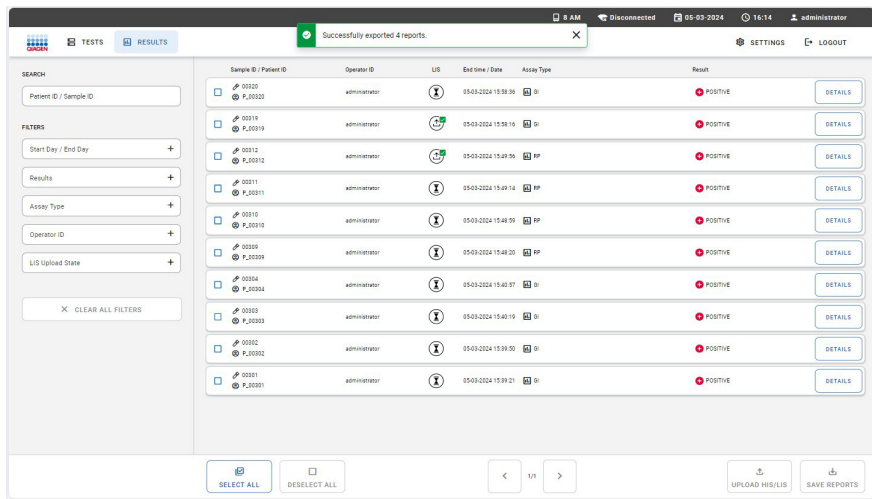 8 AM Disconnected 05-03-2024 16:14 administrator
QIAGEN TESTS RESULTS Successfully exported 4 reports. SETTINGS LOGOUT
SEARCH
Patient ID / Sample ID
FILTERS
Start Day / End Day +
Results +
Assay Type +
Operator ID +
LIS Upload State +
CLEAR ALL FILTERS
Sample ID / Patient ID Operator ID LIS End time / Date Assay Type Result
00320
P_00320 administrator 05-03-2024 15:58:36 GI POSITIVE DETAILS
00319
P_00319 administrator 05-03-2024 15:58:16 GI POSITIVE DETAILS
00312
P_00312 administrator 05-03-2024 15:49:56 RP POSITIVE DETAILS
00311
P_00311 administrator 05-03-2024 15:49:14 RP POSITIVE DETAILS
00310
P_00310 administrator 05-03-2024 15:48:59 RP POSITIVE DETAILS
00309
P_00309 administrator 05-03-2024 15:48:20 RP POSITIVE DETAILS
00304
P_00304 administrator 05-03-2024 15:40:57 GI POSITIVE DETAILS
00303
P_00303 administrator 05-03-2024 15:40:19 GI POSITIVE DETAILS
00302
P_00302 administrator 05-03-2024 15:39:50 GI POSITIVE DETAILS
00301
P_00301 administrator 05-03-2024 15:39:21 GI POSITIVE DETAILS
SELECT ALL DESELECT ALL < 1/1 > UPLOAD HIS/LIS SAVE REPORTS